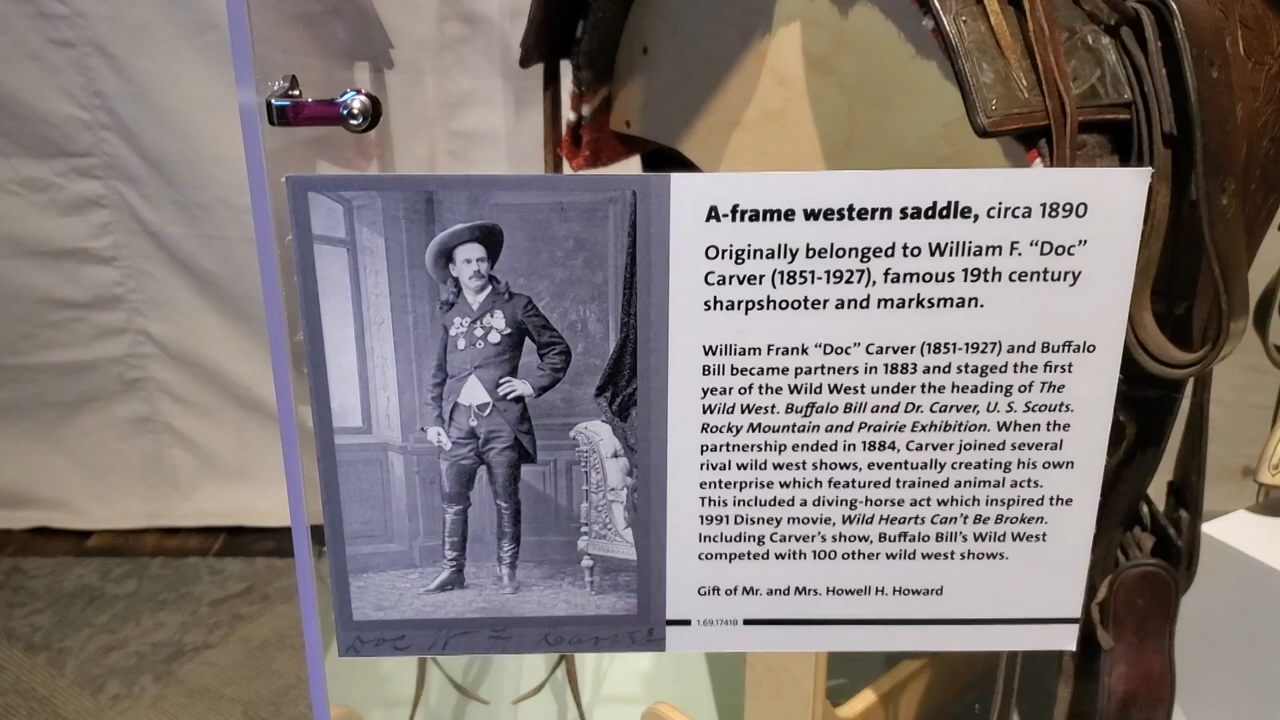 A-frame western saddle, circa 1890
Originally belonged to William F. “Doc”
Carver (1851-1927), famous 19th century
sharpshooter and marksman.
William Frank “Doc” Carver (1851-1927) and Buffalo
Bill became partners in 1883 and staged the first
year of the Wild West under the heading of The
Wild West. Buffalo Bill and Dr. Carver, U. S. Scouts.
Rocky Mountain and Prairie Exhibition. When the
partnership ended in 1884, Carver joined several
rival wild west shows, eventually creating his own
enterprise which featured trained animal acts.
This included a diving-horse act which inspired the
1991 Disney movie, Wild Hearts Can’t Be Broken.
Including Carver’s show, Buffalo Bill’s Wild West
competed with 100 other wild west shows.
Gift of Mr. and Mrs. Howell H. Howard
1.69.1741B
Doc W F Carver